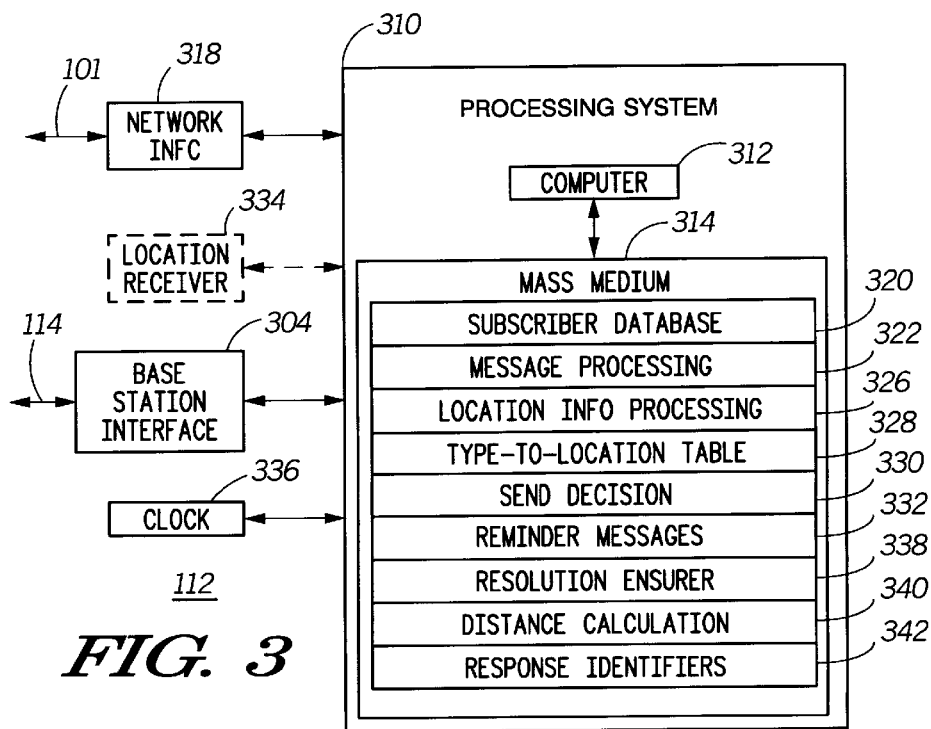 310
318
101
NETWORK
INFC
PROCESSING SYSTEM
312
COMPUTER
334
LOCATION
RECEIVER
314
MASS MEDIUM
320
SUBSCRIBER DATABASE
322
MESSAGE PROCESSING
326
LOCATION INFO PROCESSING
328
TYPE-TO-LOCATION TABLE
330
SEND DECISION
332
REMINDER MESSAGES
338
RESOLUTION ENSURER
340
DISTANCE CALCULATION
342
RESPONSE IDENTIFIERS
304
114
BASE
STATION
INTERFACE
336
CLOCK
112
FIG. 3